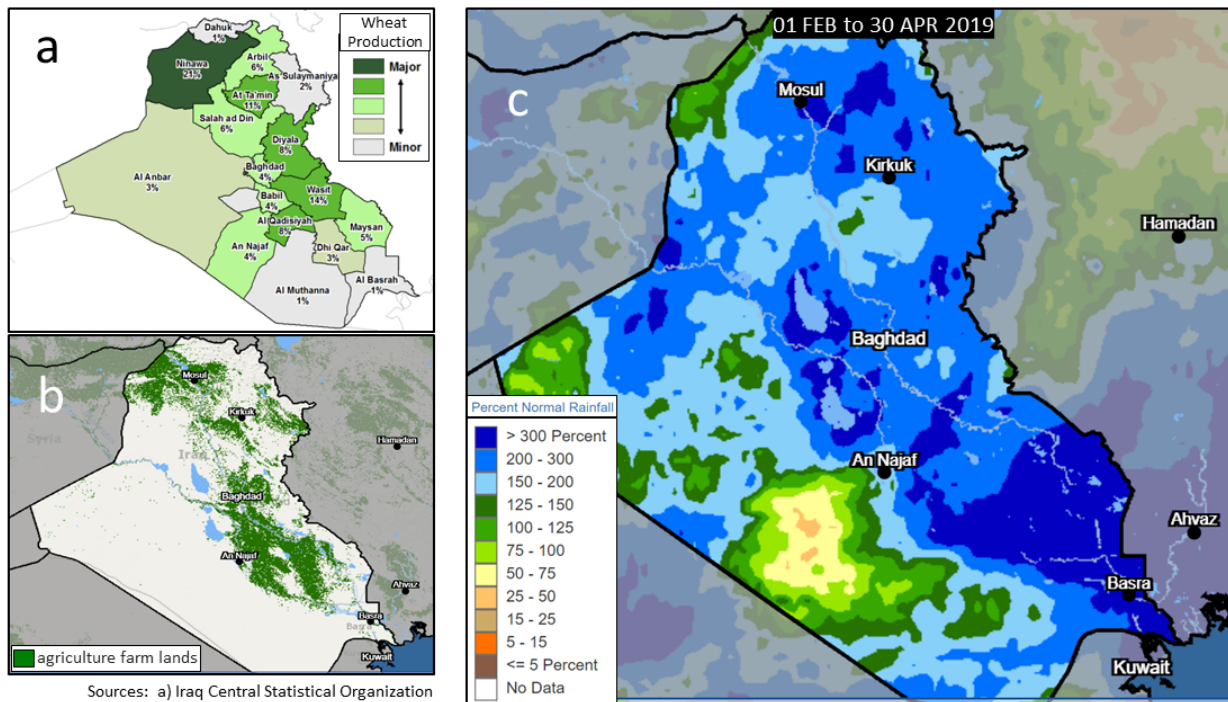 a
Wheat
Production
Major
Minor
Dahuk
1%
Ninawa
21%
Arbil
6%
As Sulaymaniya
2%
At Ta'min
11%
Salah ad Din
6%
Diyala
8%
Baghdad
4%
Al Anbar
3%
Wasit
14%
Babil
4%
Al Qadisiyah
8%
Maysan
5%
An Najaf
4%
Dhi Qar
3%
Al Basrah
1%
Al Muthanna
1%
b
Mosul
Kirkuk
Hamadan
Syria
Iraq
Baghdad
An Najaf
Ahvaz
Basra
Basra
Kuwait
agriculture farm lands
Sources: a) Iraq Central Statistical Organization
01 FEB to 30 APR 2019
c
Mosul
Kirkuk
Hamadan
Baghdad
An Najaf
Ahvaz
Basra
Kuwait
Percent Normal Rainfall
> 300 Percent
200 - 300
150 - 200
125 - 150
100 - 125
75 - 100
50 - 75
25 - 50
15 - 25
5 - 15
<= 5 Percent
No Data